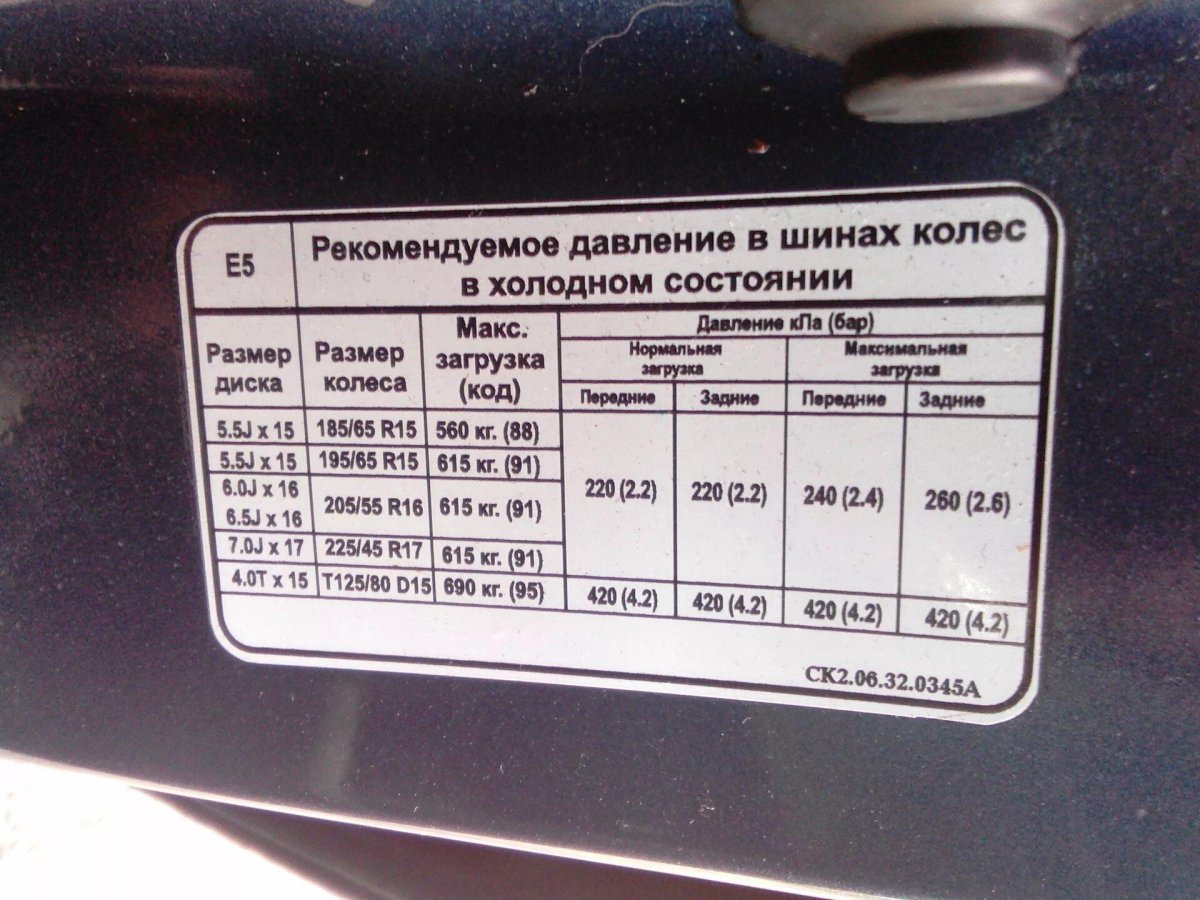 E5
Рекомендуемое давление в шинах колес
в холодном состоянии
Размер
диска
Размер
колеса
Макс.
загрузка
(код)
Давление кПа (бар)
Нормальная
загрузка
Максимальная
загрузка
Передние Задние Передние Задние
5.5J x 15 185/65 R15 560 кг. (88)
5.5J x 15 195/65 R15 615 кг. (91)
6.0J x 16
6.5J x 16
205/55 R16 615 кг. (91)
220 (2.2) 220 (2.2) 240 (2.4) 260 (2.6)
7.0J x 17 225/45 R17 615 кг. (91)
4.0T x 15 T125/80 D15 690 кг. (95) 420 (4.2) 420 (4.2) 420 (4.2) 420 (4.2)
CK2.06.32.0345A